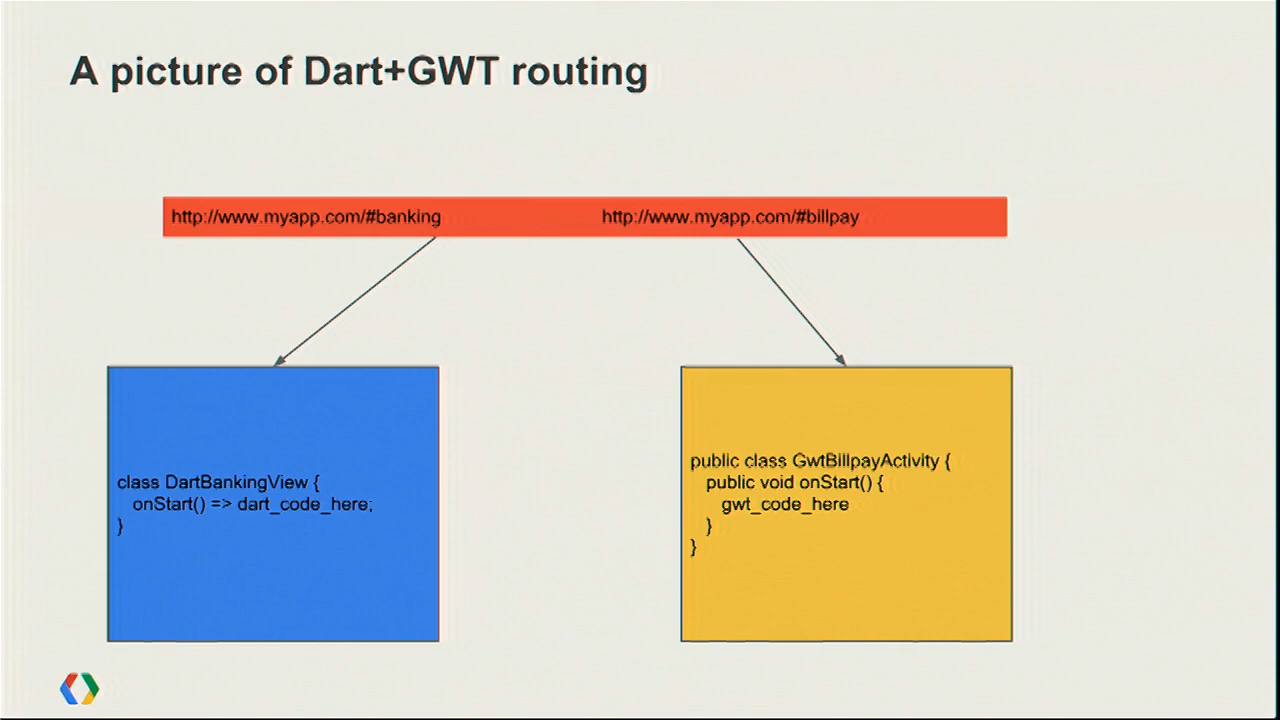 A picture of Dart+GWT routing
http://www.myapp.com/#banking
http://www.myapp.com/#billpay
class DartBankingView {
onStart() => dart_code_here;
}
public class GwtBillpayActivity {
public void onStart() {
gwt_code_here
}
}